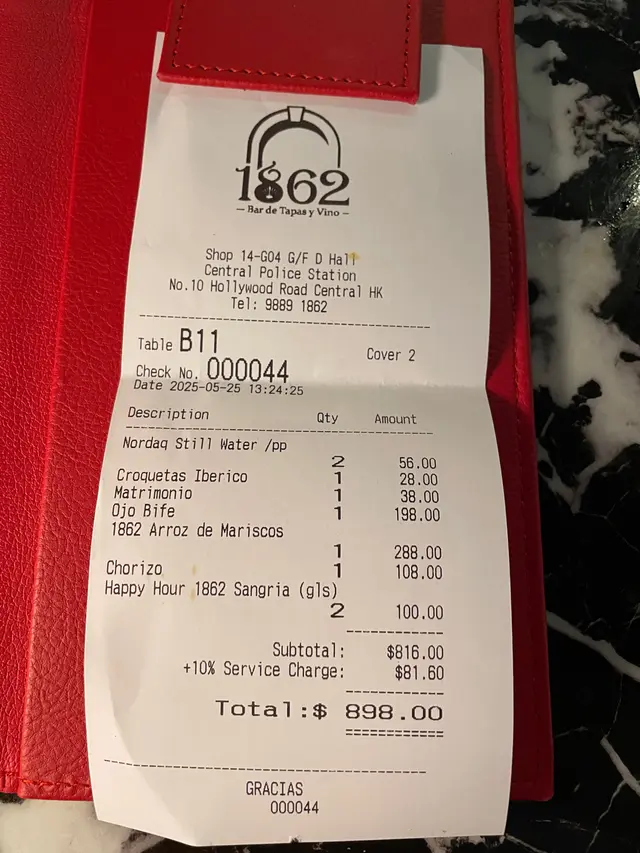 1862
— Bar de Tapas y Vino —
Shop 14-G04 G/F D Hall
Central Police Station
No.10 Hollywood Road Central HK
Tel: 9889 1862
Table B11 Cover 2
Check No. 000044
Date 2025-05-25 13:24:25
Description Qty Amount
Nordaq Still Water /pp
2 56.00
Croquetas Iberico 1 28.00
Matrimonio 1 38.00
Ojo Bife 1 198.00
1862 Arroz de Mariscos
1 288.00
Chorizo 1 108.00
Happy Hour 1862 Sangria (gls)
2 100.00
Subtotal: $816.00
+10% Service Charge: $81.60
Total:$ 898.00
GRACIAS
000044